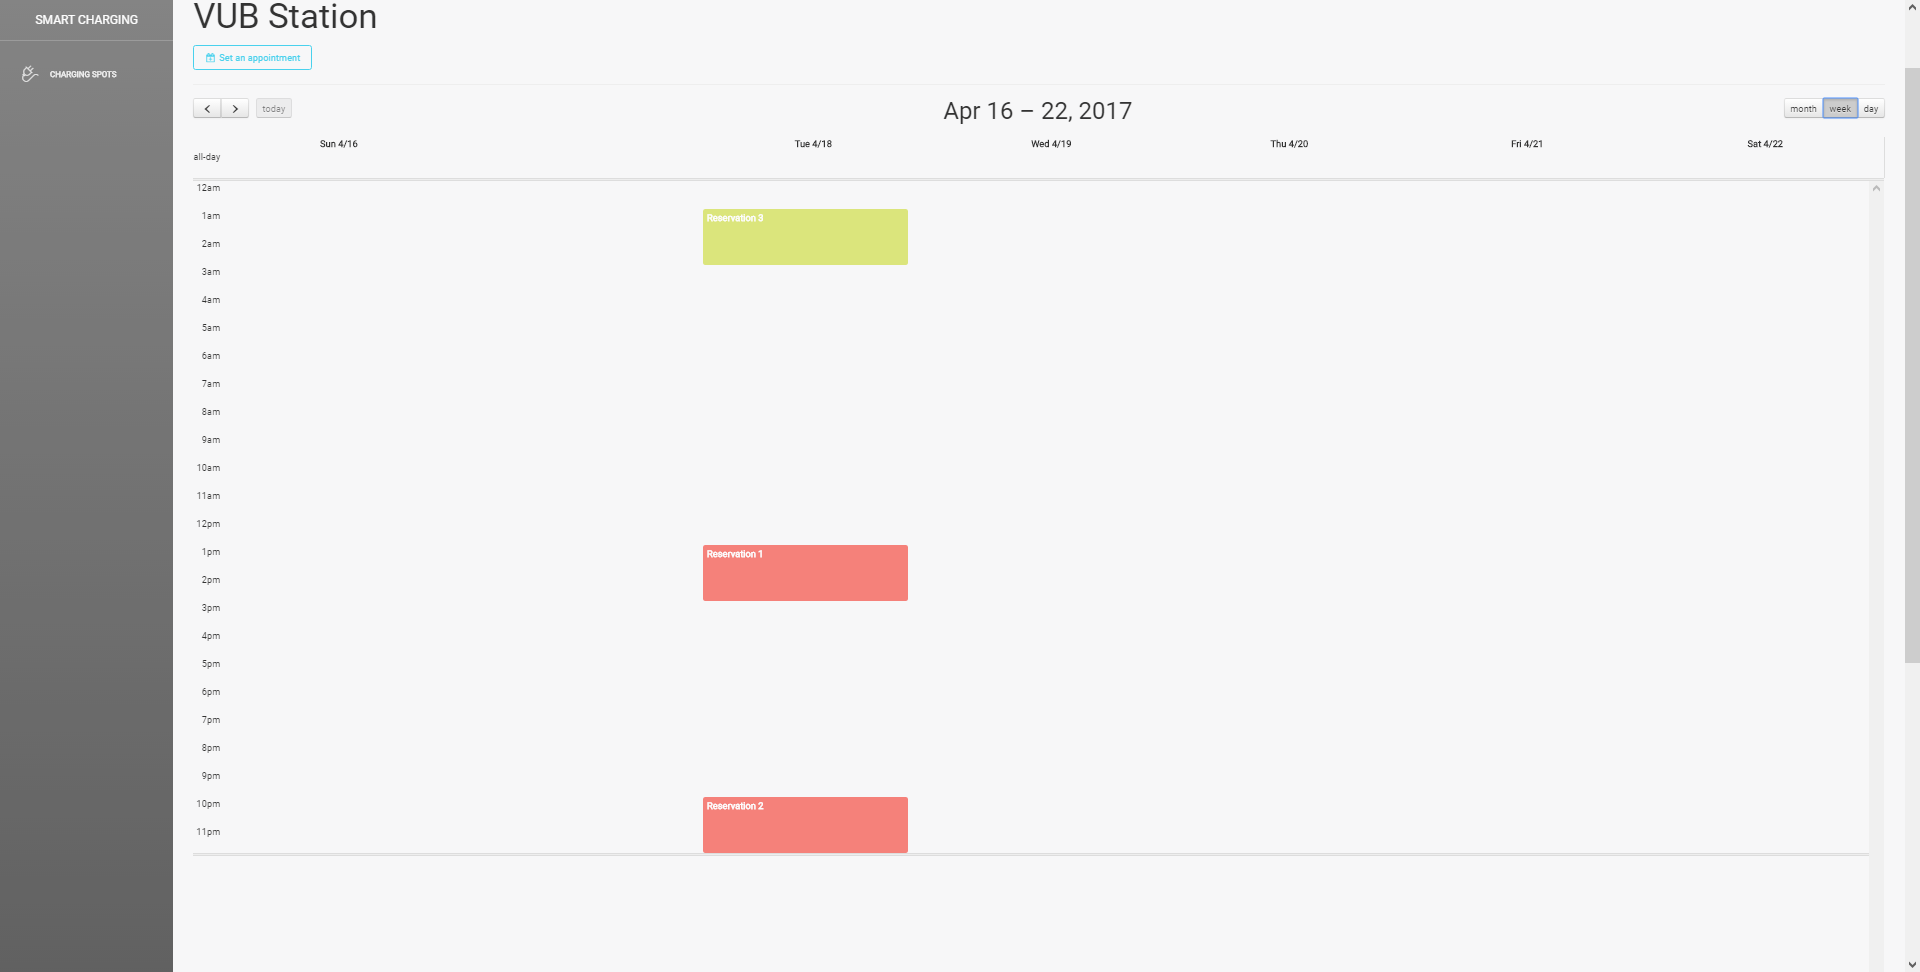 SMART CHARGING
CHARGING SPOTS
VUB Station
Set an appointment
today
Apr 16 – 22, 2017
month week day
Sun 4/16 Tue 4/18 Wed 4/19 Thu 4/20 Fri 4/21 Sat 4/22
all-day
12am
1am
Reservation 3
2am
3am
4am
5am
6am
7am
8am
9am
10am
11am
12pm
1pm
Reservation 1
2pm
3pm
4pm
5pm
6pm
7pm
8pm
9pm
10pm
Reservation 2
11pm